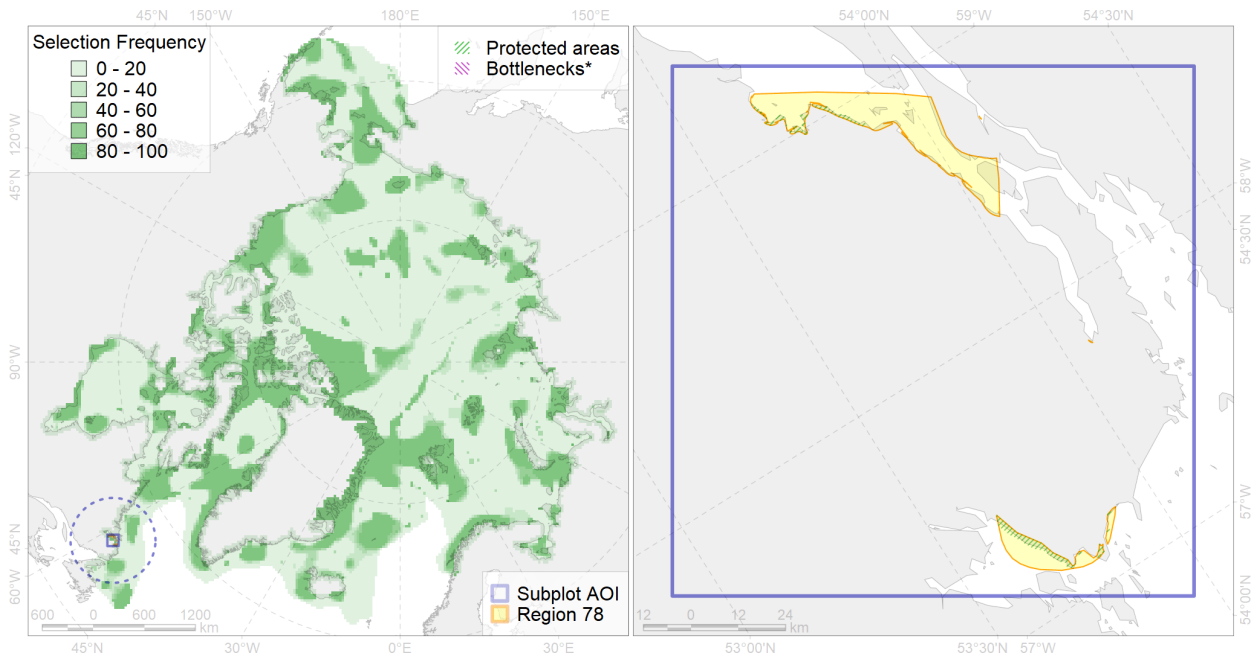 45°N 150°W 180°E 150°E
54°00'N 59°W 54°30'N
Selection Frequency
0 - 20
20 - 40
40 - 60
60 - 80
80 - 100
Protected areas
Bottlenecks*
120°W
45°N
90°W
45°N
60°W
58°W
54°30'N
57°W
54°00'N
Subplot AOI
Region 78
600 0 600 1200
km
12 0 12 24
km
45°W 30°W 0°E 30°E
53°00'N 53°30'N 57°W